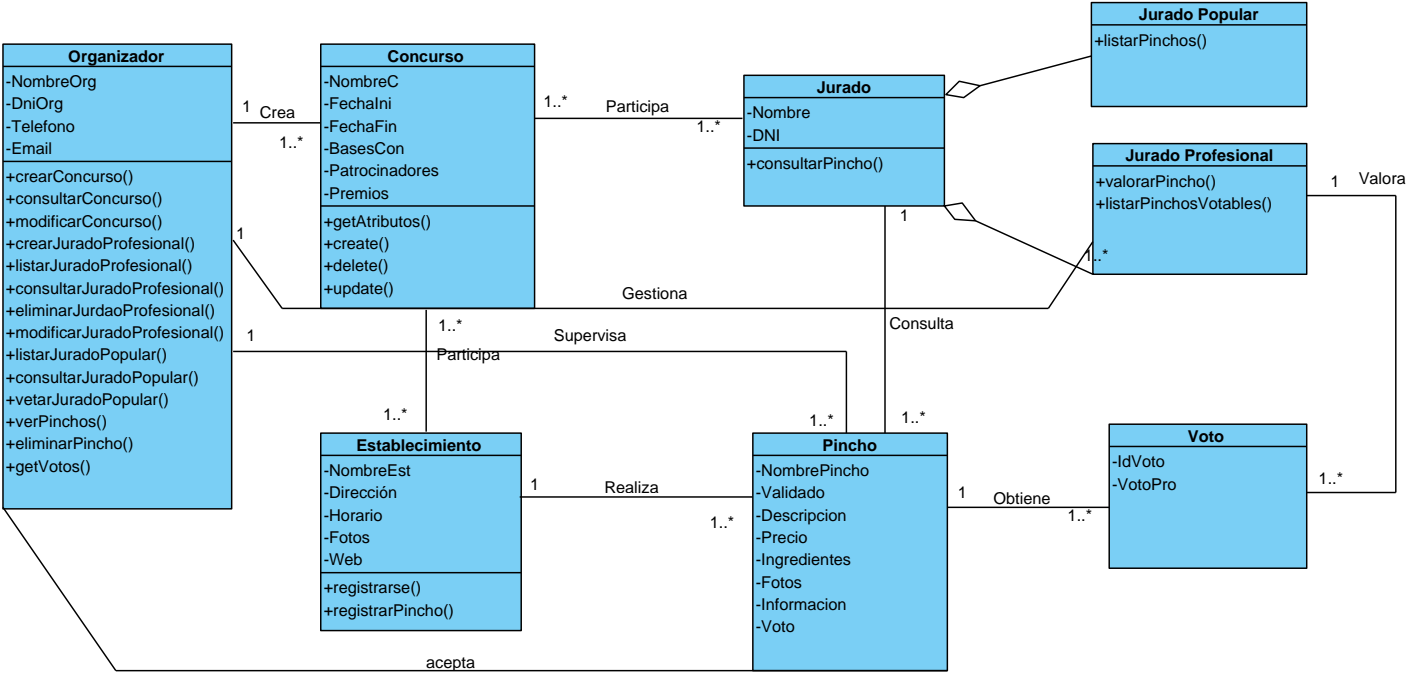 Organizador
-NombreOrg
-DniOrg
-Telefono
-Email
+crearConcurso()
+consultarConcurso()
+modificarConcurso()
+crearJuradoProfesional()
+listarJuradoProfesional()
+consultarJuradoProfesional()
+eliminarJurdaoProfesional()
+modificarJuradoProfesional()
+listarJuradoPopular()
+consultarJuradoPopular()
+vetarJuradoPopular()
+verPinchos()
+eliminarPincho()
+getVotos()
1
Crea
1..*
Concurso
-NombreC
-FechaIni
-FechaFin
-BasesCon
-Patrocinadores
-Premios
+getAtributos()
+create()
+delete()
+update()
1..*
Participa
1..*
Jurado
-Nombre
-DNI
+consultarPincho()
Jurado Popular
+listarPinchos()
Jurado Profesional
+valorarPincho()
+listarPinchosVotables()
1
Valora
1..*
1
Gestiona
1..*
1
Supervisa
1..*
1
Consulta
1..*
1..*
Participa
1..*
Establecimiento
-NombreEst
-Dirección
-Horario
-Fotos
-Web
+registrarse()
+registrarPincho()
1
Realiza
1..*
Pincho
-NombrePincho
-Validado
-Descripcion
-Precio
-Ingredientes
-Fotos
-Informacion
-Voto
1
Obtiene
1..*
Voto
-IdVoto
-VotoPro
acepta